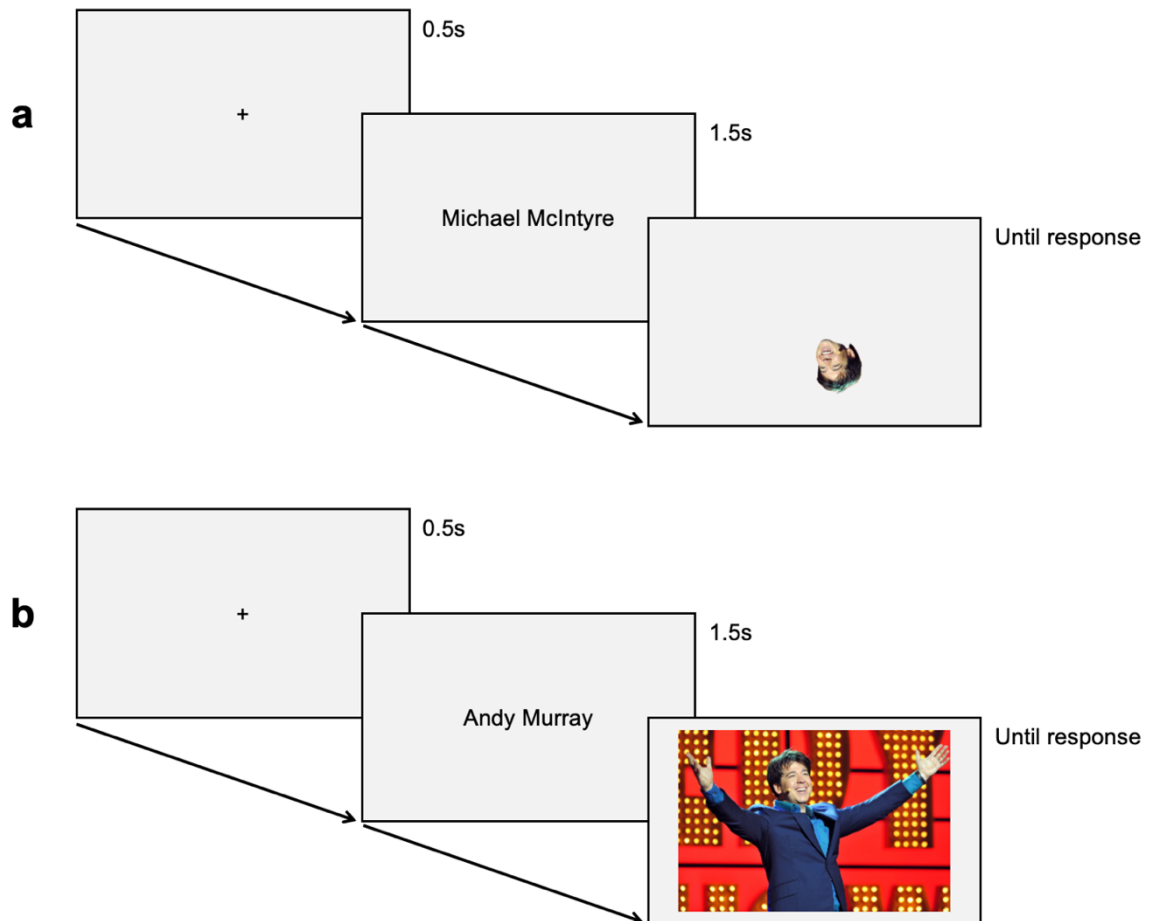 a
0.5s
+
1.5s
Michael McIntyre
Until response
b
0.5s
+
1.5s
Andy Murray
Until response